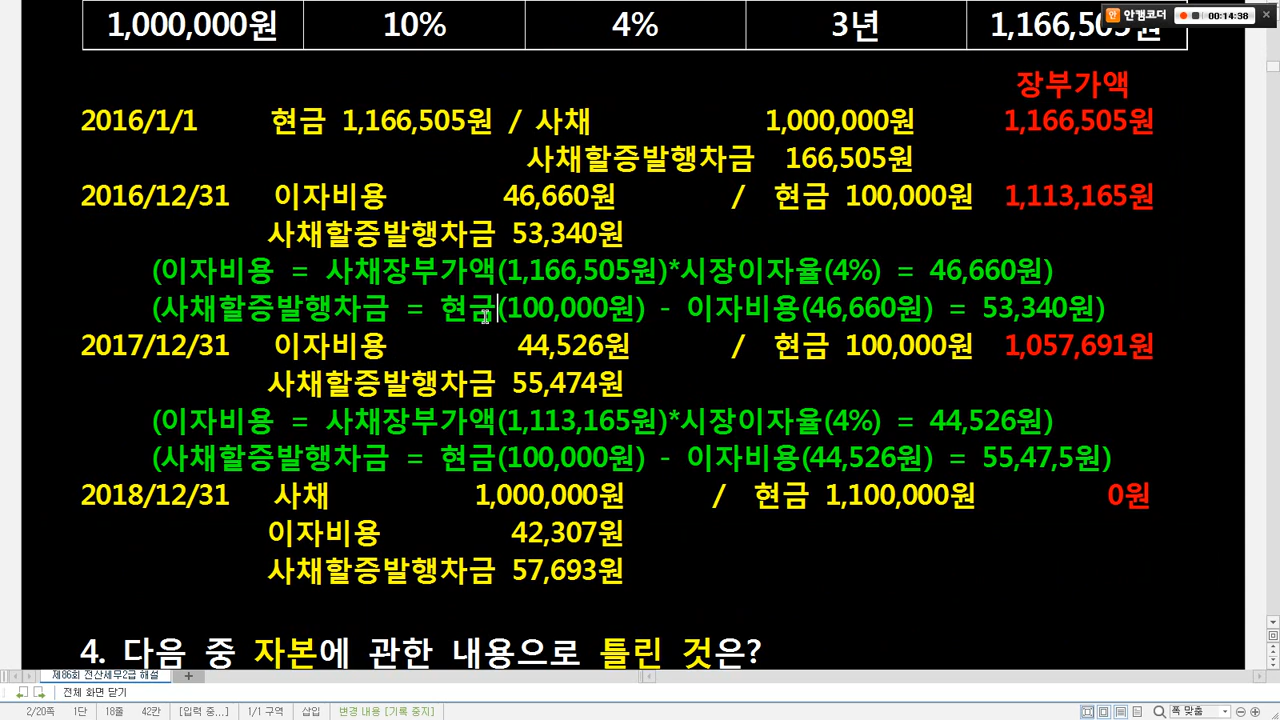 안캠코더 00:14:38
1,000,000원 10% 4% 3년 1,166,505원
장부가액
2016/1/1 현금 1,166,505원 / 사채 1,000,000원 1,166,505원
사채할증발행차금 166,505원
2016/12/31 이자비용 46,660원 / 현금 100,000원 1,113,165원
사채할증발행차금 53,340원
(이자비용 = 사채장부가액(1,166,505원)*시장이자율(4%) = 46,660원)
(사채할증발행차금 = 현금(100,000원) - 이자비용(46,660원) = 53,340원)
2017/12/31 이자비용 44,526원 / 현금 100,000원 1,057,691원
사채할증발행차금 55,474원
(이자비용 = 사채장부가액(1,113,165원)*시장이자율(4%) = 44,526원)
(사채할증발행차금 = 현금(100,000원) - 이자비용(44,526원) = 55,47,5원)
2018/12/31 사채 1,000,000원 / 현금 1,100,000원 0원
이자비용 42,307원
사채할증발행차금 57,693원
4. 다음 중 자본에 관한 내용으로 틀린 것은?
제86회 전산세무2급 해설
전체 화면 닫기
2/20쪽 1단 18줄 42칸 [입력 중...] 1/1 구역 삽입 변경 내용 [기록 중지] 폭 맞춤